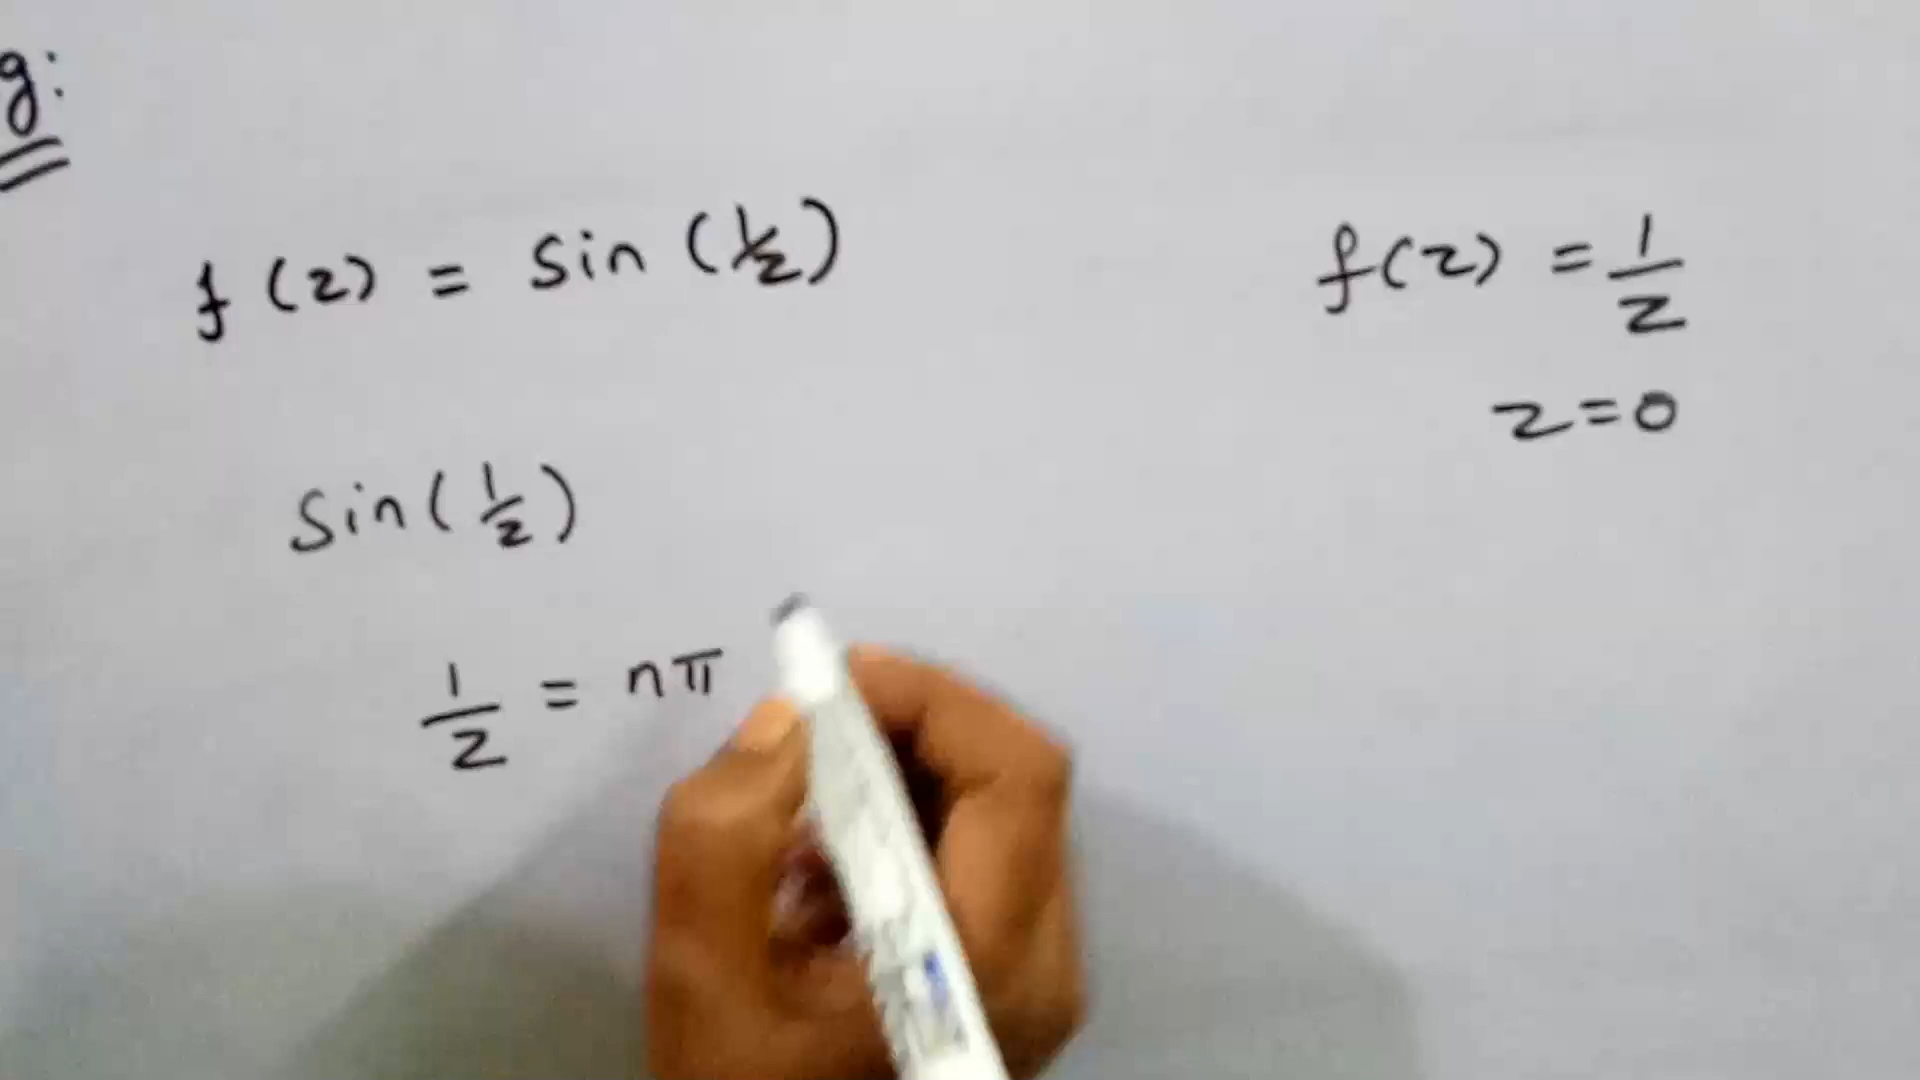 g:
f(z) = sin(1/z)
f(z) = 1/z
z=0
Sin(1/z)
1/z = nπ